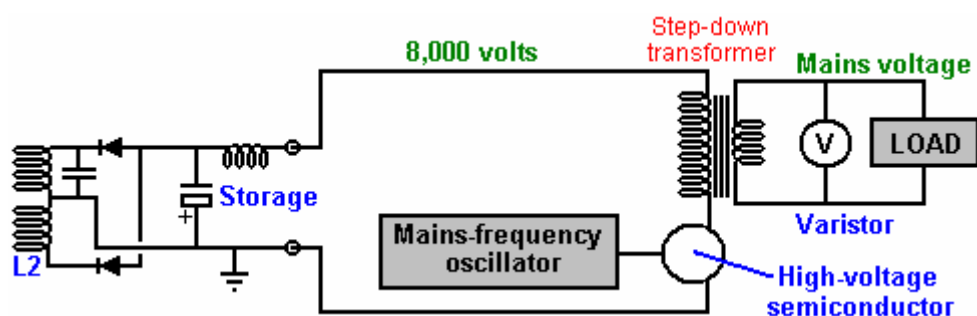 Step-down
transformer
8,000 volts
Mains voltage
V
LOAD
Storage
+
Mains-frequency
oscillator
Varistor
L2
High-voltage
semiconductor